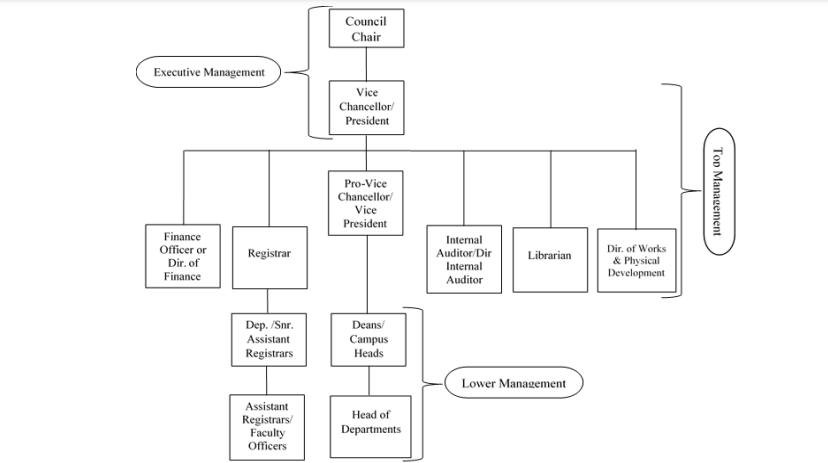 Council
Chair
Executive Management
Vice
Chancellor/
President
Top Management
Pro-Vice
Chancellor/
Vice
President
Finance
Officer or
Dir. of
Finance
Registrar
Internal
Auditor/Dir
Internal
Auditor
Librarian
Dir. of Works
& Physical
Development
Dep. /Snr.
Assistant
Registrars
Deans/
Campus
Heads
Lower Management
Assistant
Registrars/
Faculty
Officers
Head of
Departments